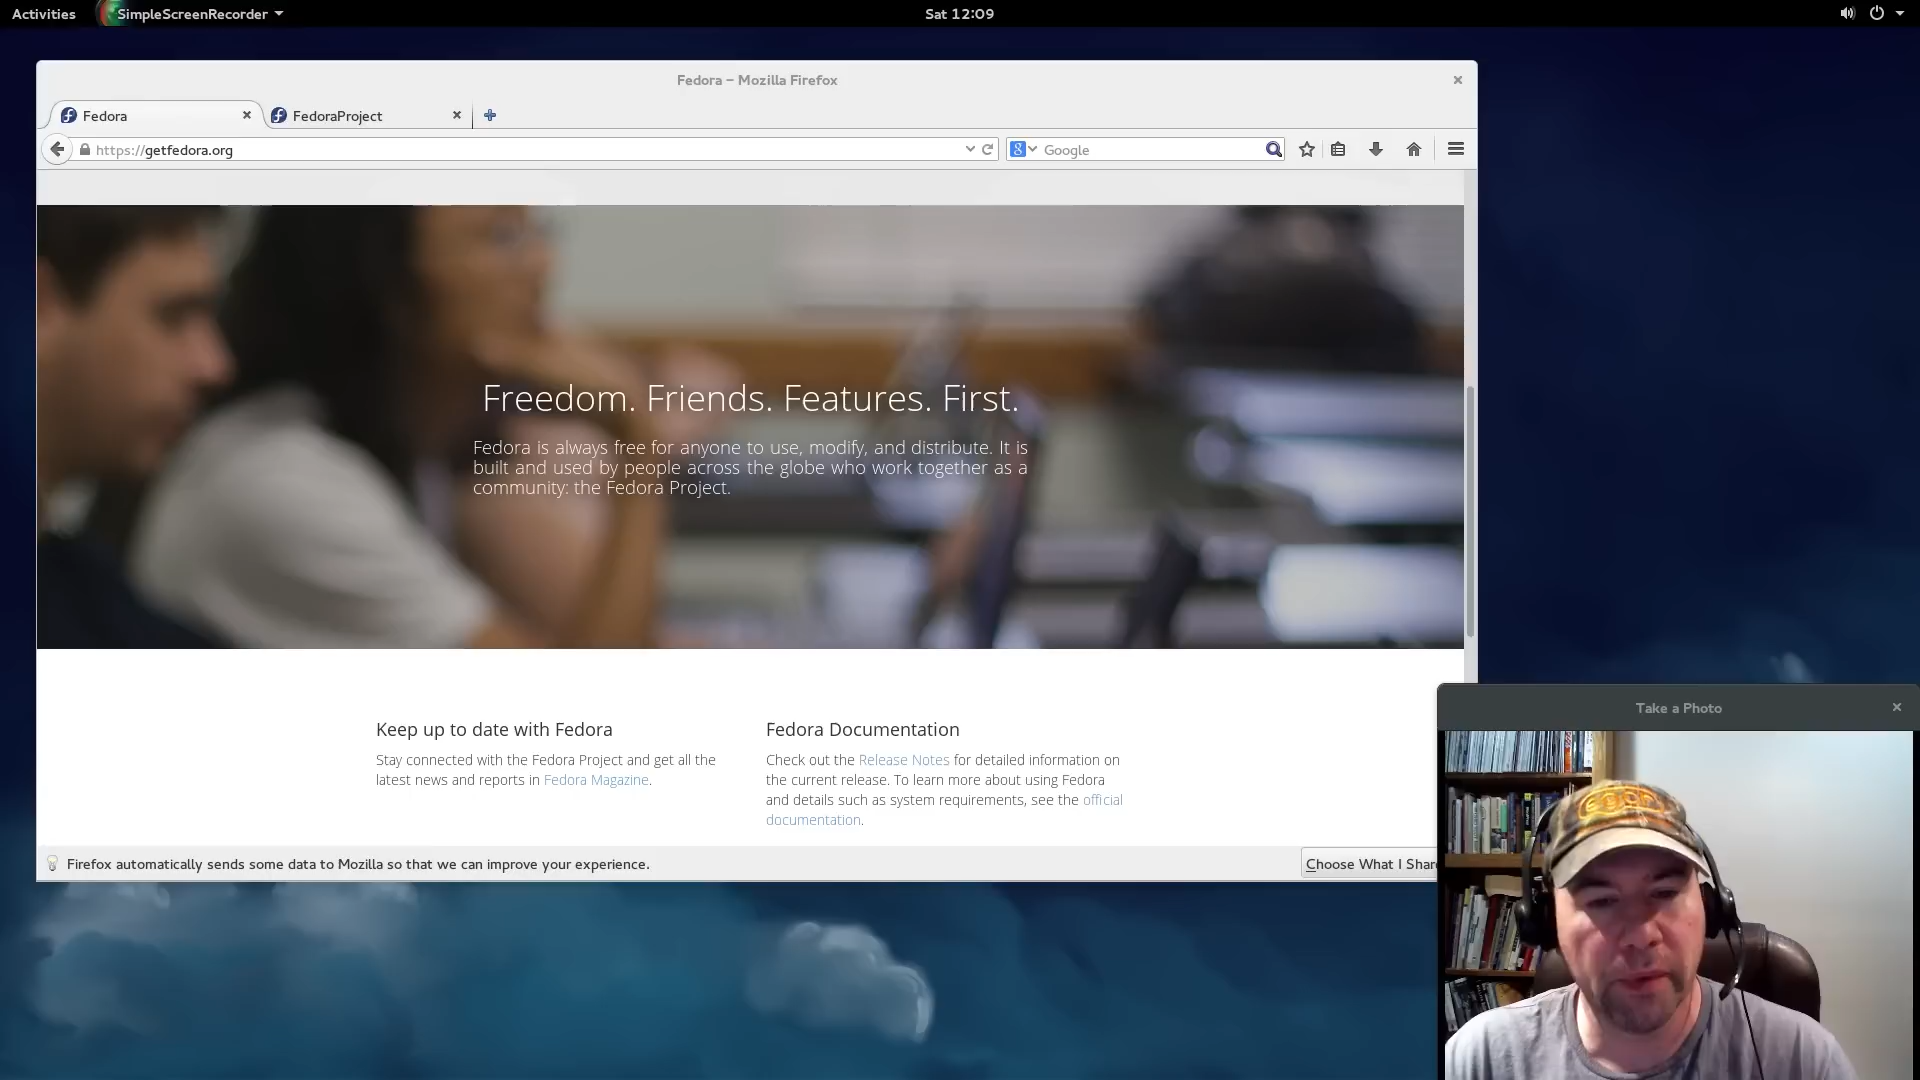 Activities SimpleScreenRecorder Sat 12:09
Fedora – Mozilla Firefox
Fedora FedoraProject
https://getfedora.org Google
Freedom. Friends. Features. First.
Fedora is always free for anyone to use, modify, and distribute. It is
built and used by people across the globe who work together as a
community: the Fedora Project.
Keep up to date with Fedora
Stay connected with the Fedora Project and get all the
latest news and reports in Fedora Magazine.
Fedora Documentation
Check out the Release Notes for detailed information on
the current release. To learn more about using Fedora
and details such as system requirements, see the official
documentation.
Firefox automatically sends some data to Mozilla so that we can improve your experience.
Choose What I Share
Take a Photo